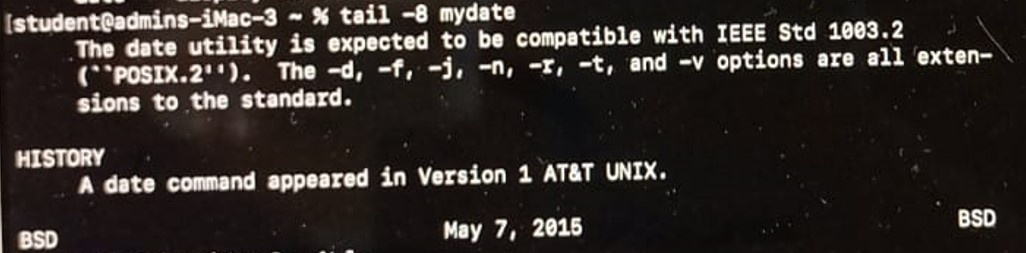 [student@admins-iMac-3 ~ % tail -8 mydate
The date utility is expected to be compatible with IEEE Std 1003.2
(``POSIX.2''). The -d, -f, -j, -n, -r, -t, and -v options are all exten-
sions to the standard.
HISTORY
A date command appeared in Version 1 AT&T UNIX.
BSD May 7, 2015 BSD